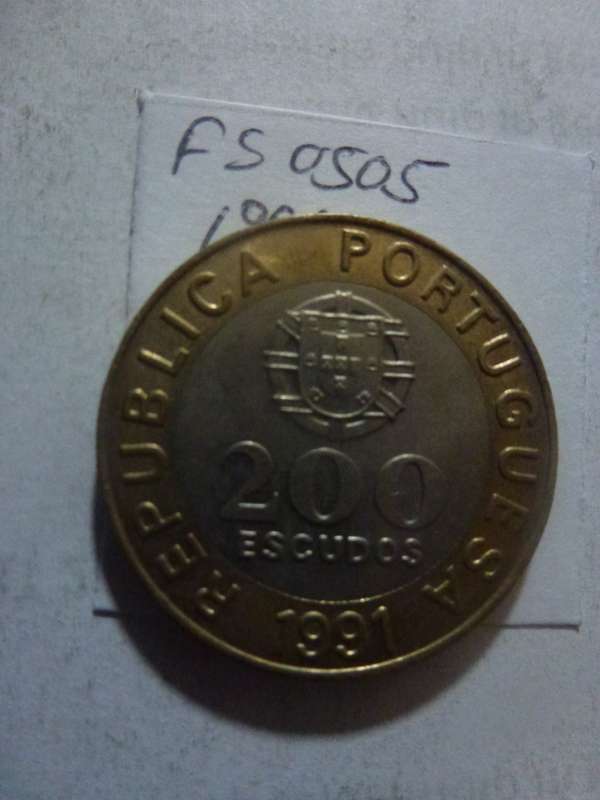 FS 0505
REPUBLICA PORTUGUESA
200
ESCUDOS
1991